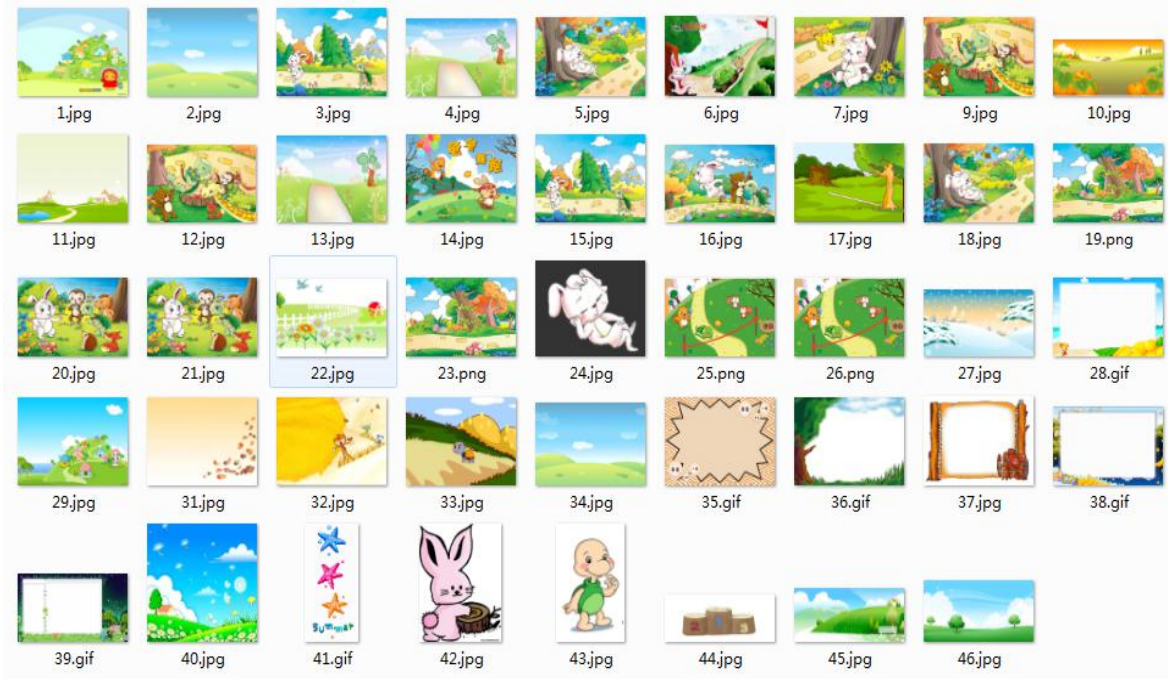 1.jpg 2.jpg 3.jpg 4.jpg 5.jpg 6.jpg 7.jpg 9.jpg 10.jpg
11.jpg 12.jpg 13.jpg 14.jpg 15.jpg 16.jpg 17.jpg 18.jpg 19.png
20.jpg 21.jpg 22.jpg 23.png 24.jpg 25.png 26.png 27.jpg 28.gif
29.jpg 31.jpg 32.jpg 33.jpg 34.jpg 35.gif 36.gif 37.jpg 38.gif
summer
2 1 3
39.gif 40.jpg 41.gif 42.jpg 43.jpg 44.jpg 45.jpg 46.jpg